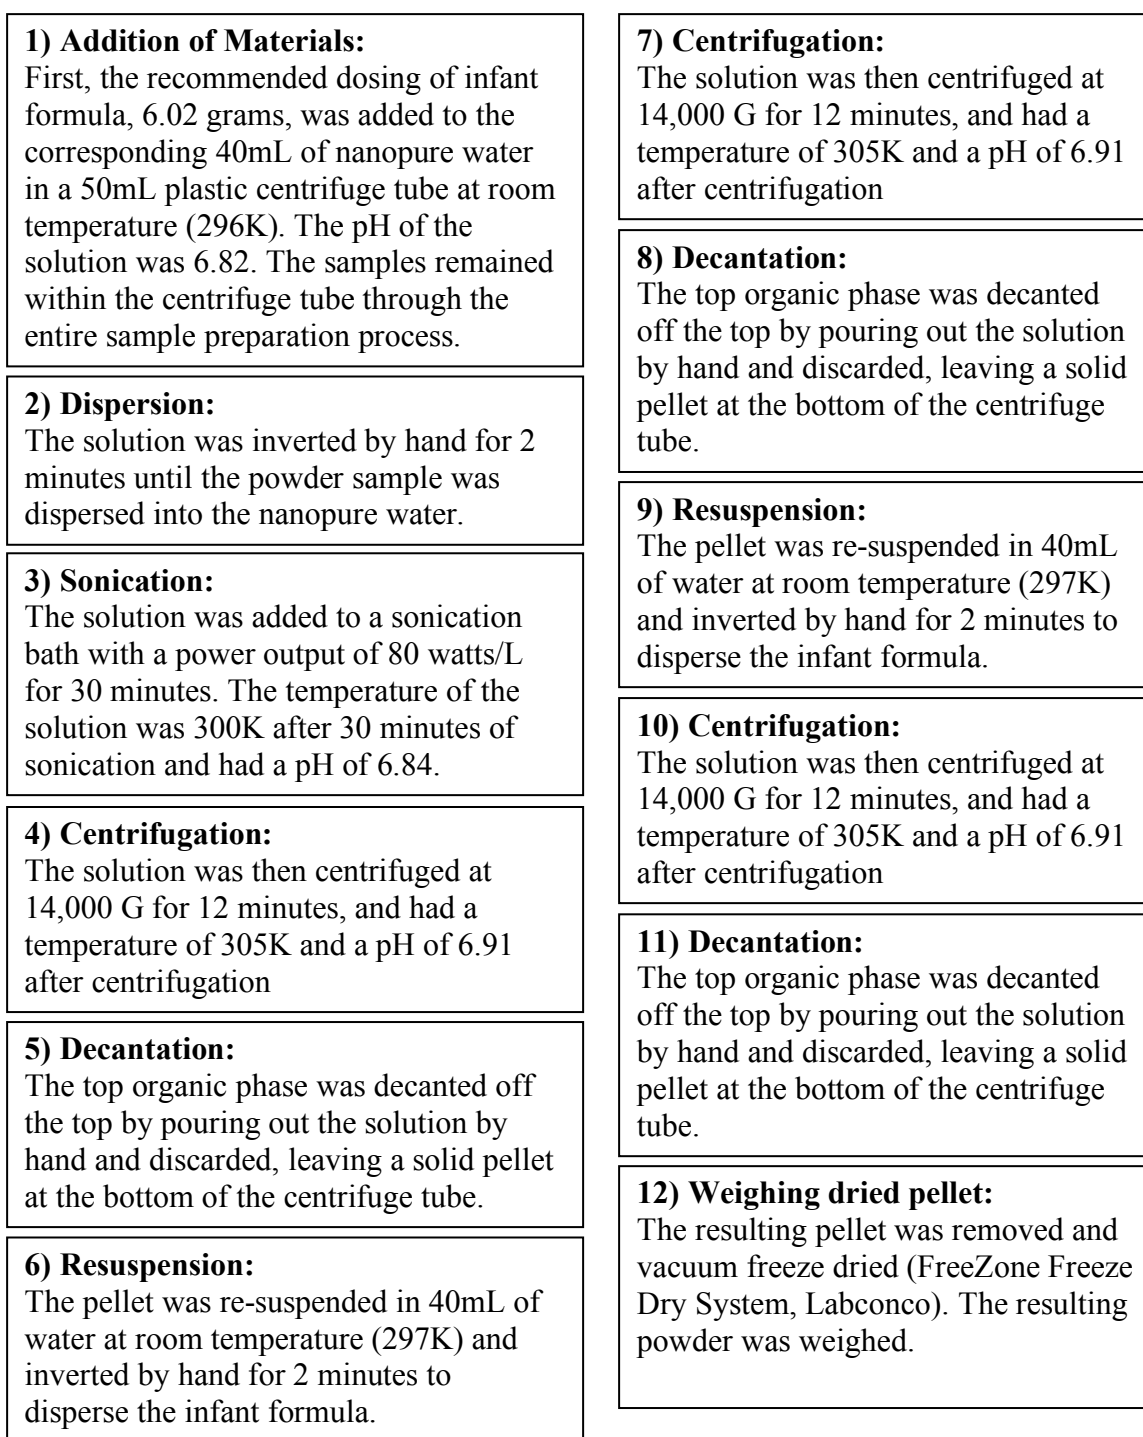 1) Addition of Materials:
First, the recommended dosing of infant
formula, 6.02 grams, was added to the
corresponding 40mL of nanopure water
in a 50mL plastic centrifuge tube at room
temperature (296K). The pH of the
solution was 6.82. The samples remained
within the centrifuge tube through the
entire sample preparation process.
2) Dispersion:
The solution was inverted by hand for 2
minutes until the powder sample was
dispersed into the nanopure water.
3) Sonication:
The solution was added to a sonication
bath with a power output of 80 watts/L
for 30 minutes. The temperature of the
solution was 300K after 30 minutes of
sonication and had a pH of 6.84.
4) Centrifugation:
The solution was then centrifuged at
14,000 G for 12 minutes, and had a
temperature of 305K and a pH of 6.91
after centrifugation
5) Decantation:
The top organic phase was decanted off
the top by pouring out the solution by
hand and discarded, leaving a solid pellet
at the bottom of the centrifuge tube.
6) Resuspension:
The pellet was re-suspended in 40mL of
water at room temperature (297K) and
inverted by hand for 2 minutes to
disperse the infant formula.
7) Centrifugation:
The solution was then centrifuged at
14,000 G for 12 minutes, and had a
temperature of 305K and a pH of 6.91
after centrifugation
8) Decantation:
The top organic phase was decanted
off the top by pouring out the solution
by hand and discarded, leaving a solid
pellet at the bottom of the centrifuge
tube.
9) Resuspension:
The pellet was re-suspended in 40mL
of water at room temperature (297K)
and inverted by hand for 2 minutes to
disperse the infant formula.
10) Centrifugation:
The solution was then centrifuged at
14,000 G for 12 minutes, and had a
temperature of 305K and a pH of 6.91
after centrifugation
11) Decantation:
The top organic phase was decanted
off the top by pouring out the solution
by hand and discarded, leaving a solid
pellet at the bottom of the centrifuge
tube.
12) Weighing dried pellet:
The resulting pellet was removed and
vacuum freeze dried (FreeZone Freeze
Dry System, Labconco). The resulting
powder was weighed.